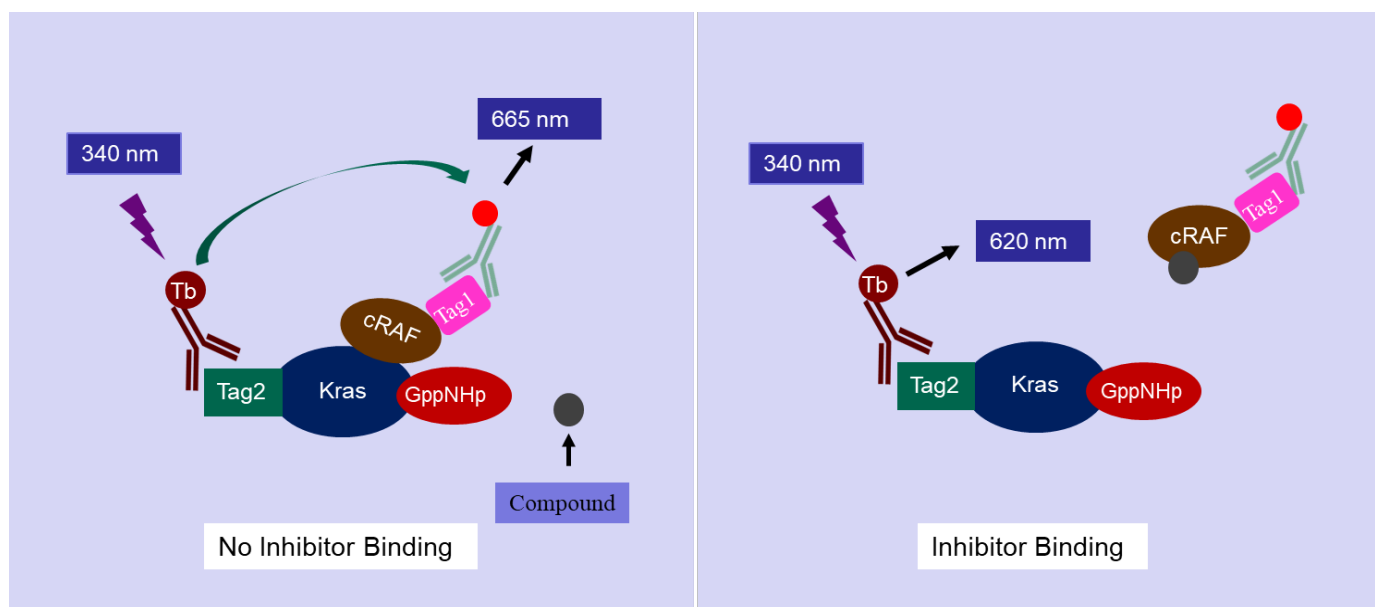 340 nm
665 nm
Tb
cRAF
Tag1
Tag2
Kras
GppNHp
Compound
No Inhibitor Binding
340 nm
620 nm
Tb
cRAF
Tag1
Tag2
Kras
GppNHp
Inhibitor Binding